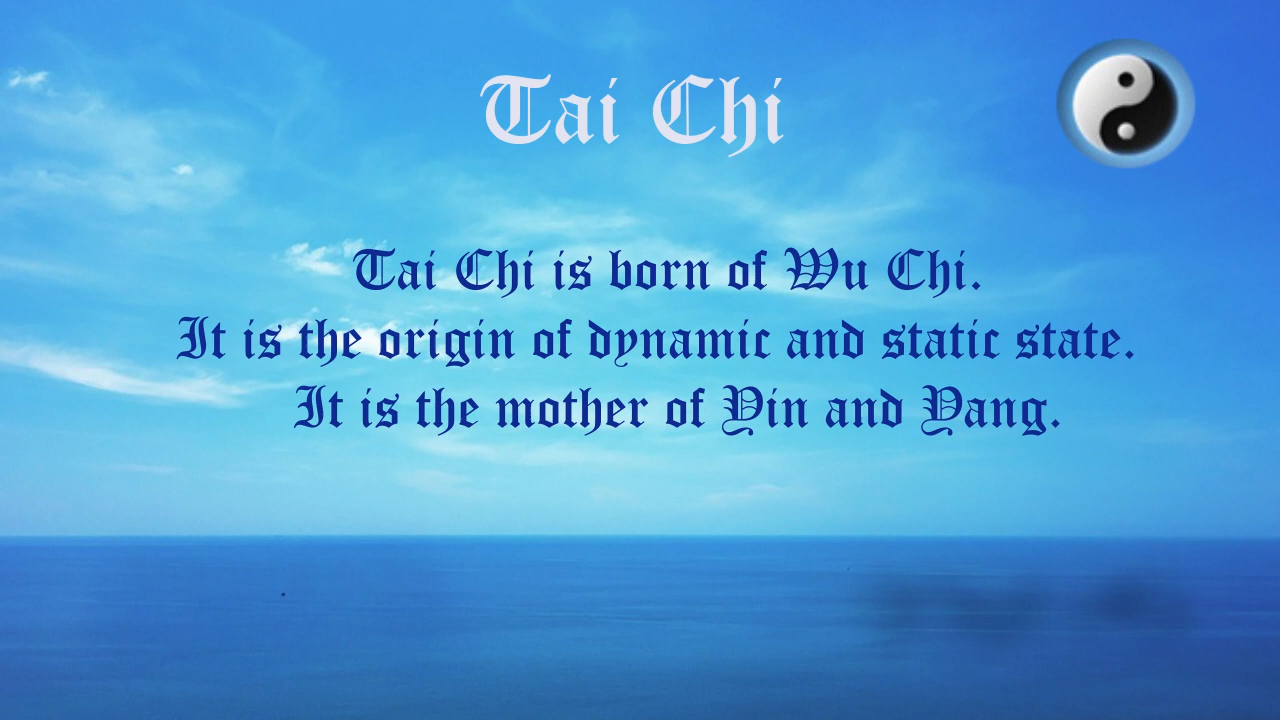 Tai Chi
Tai Chi is born of Wu Chi.
It is the origin of dynamic and static state.
It is the mother of Yin and Yang.